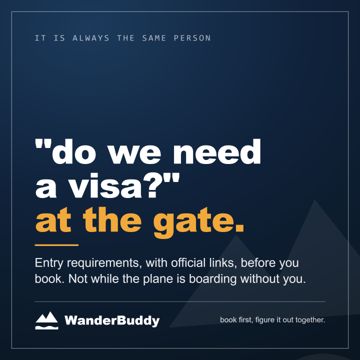 IT IS ALWAYS THE SAME PERSON
"do we need
a visa?"
at the gate.
Entry requirements, with official links, before you
book. Not while the plane is boarding without you.
WanderBuddy
book first, figure it out together.